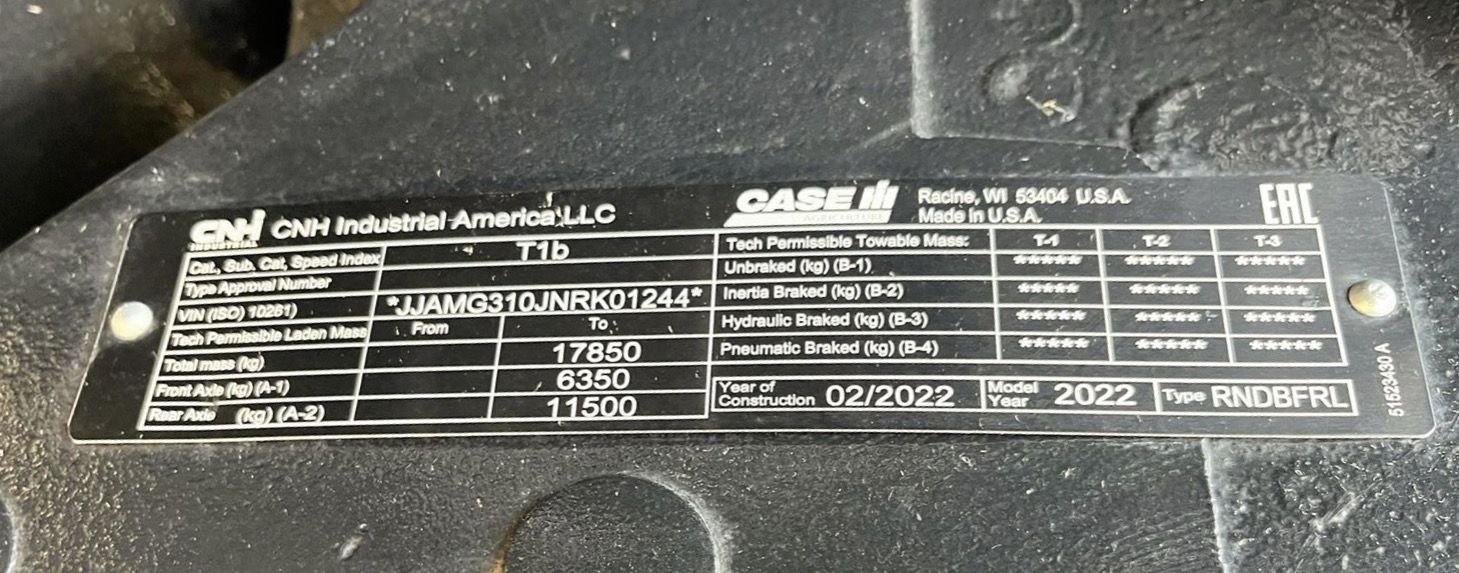 CNH INDUSTRIAL CNH Industrial America LLC
CASE IH AGRICULTURE
Racine, WI 53404 U.S.A.
Made in U.S.A.
EAC
Cat., Sub. Cat, Speed Index T1b
Type Approval Number
VIN (ISO) 10261) *JJAMG310JNRK01244*
Tech Permissible Laden Mass From To
Total mass (kg) 17850
Front Axle (kg) (A-1) 6350
Rear Axle (kg) (A-2) 11500
Tech Permissible Towable Mass: T-1 T-2 T-3
Unbraked (kg) (B-1) ***** ***** *****
Inertia Braked (kg) (B-2) ***** ***** *****
Hydraulic Braked (kg) (B-3) ***** ***** *****
Pneumatic Braked (kg) (B-4) ***** ***** *****
Year of Construction 02/2022 Model Year 2022 Type RNDBFRL
51523430 A